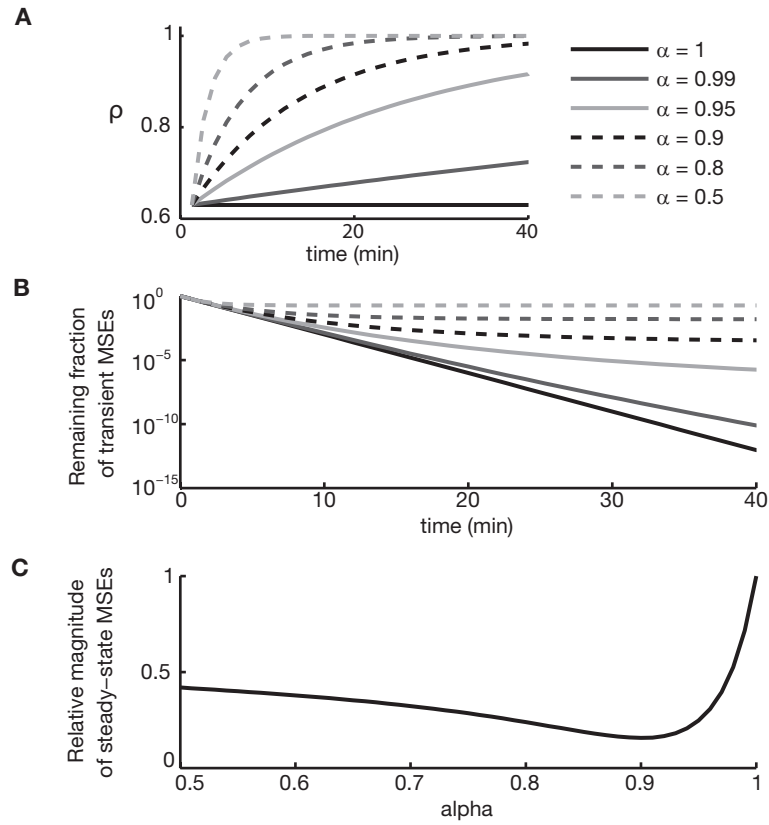 A
1
0.8
0.6
ρ
0
20
40
time (min)
α = 1
α = 0.99
α = 0.95
α = 0.9
α = 0.8
α = 0.5
B
10⁰
10⁻⁵
10⁻¹⁰
10⁻¹⁵
Remaining fraction
of transient MSEs
0
10
20
30
40
time (min)
C
1
0.5
0
Relative magnitude
of steady−state MSEs
0.5
0.6
0.7
0.8
0.9
1
alpha